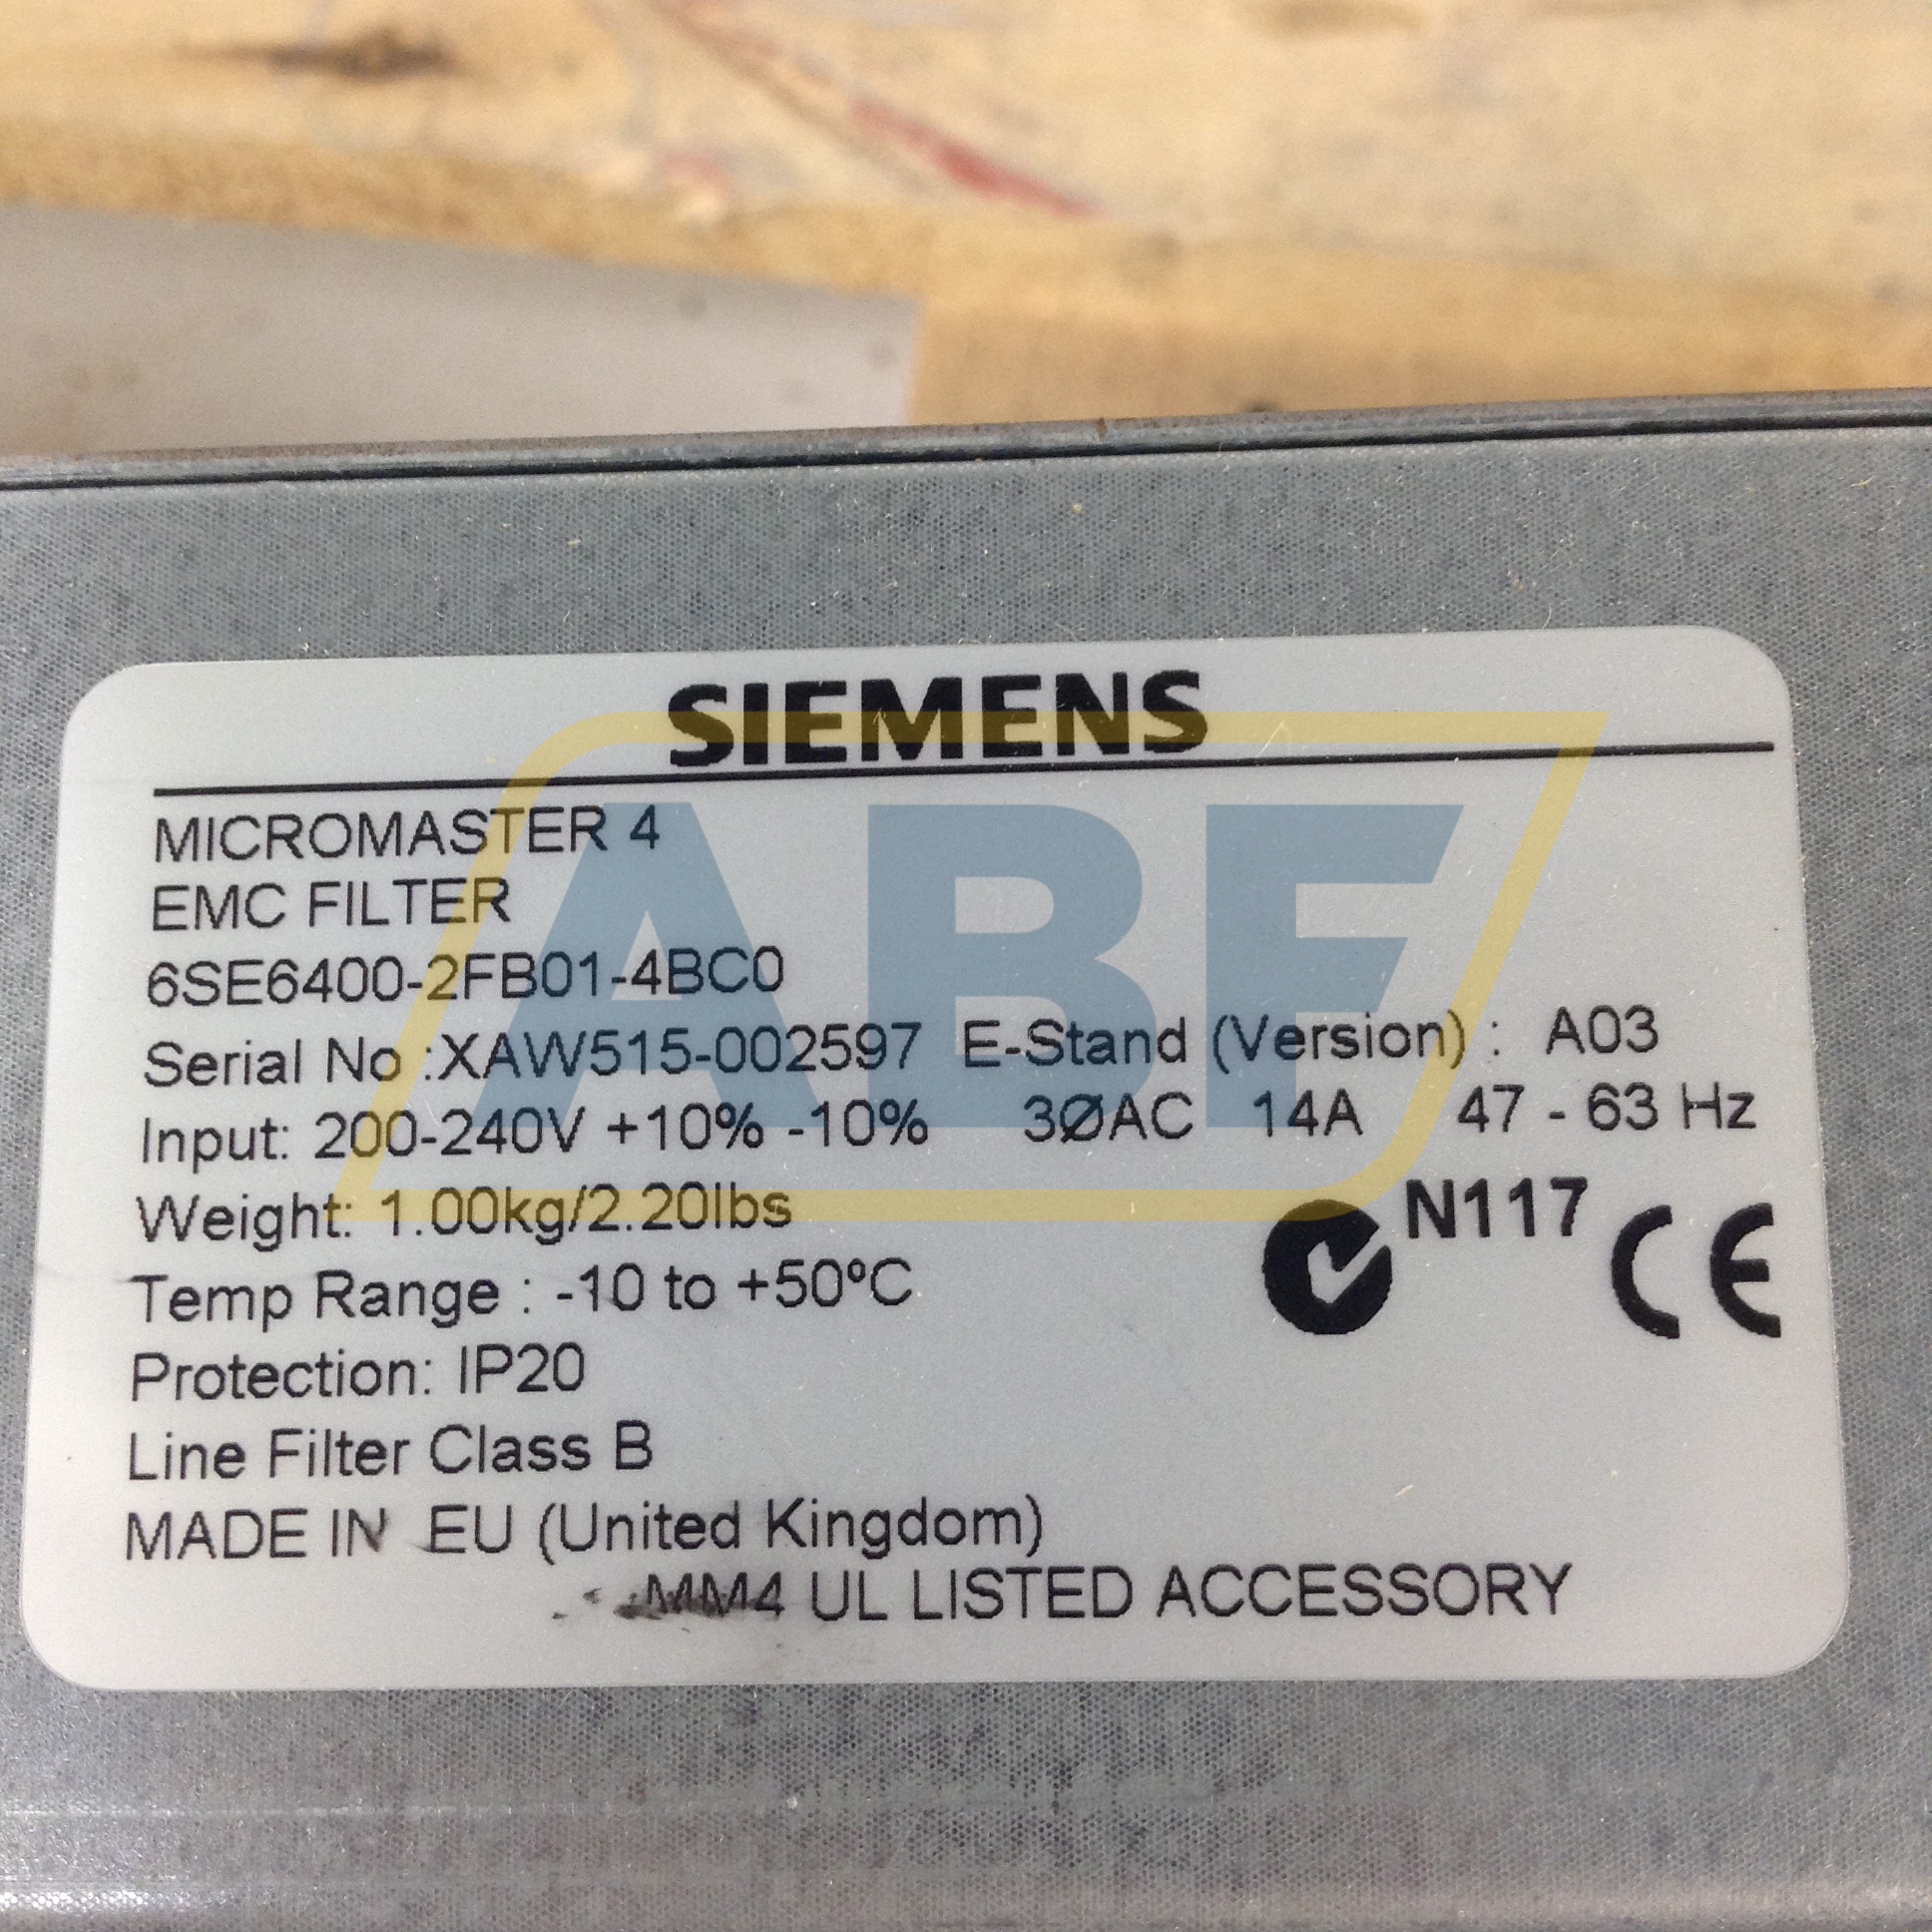 SIEMENS
MICROMASTER 4
EMC FILTER
6SE6400-2FB01-4BC0
Serial No :XAW515-002597 E-Stand (Version) : A03
Input: 200-240V +10% -10% 3ØAC 14A 47 - 63 Hz
Weight: 1.00kg/2.20lbs
N117 CE
Temp Range : -10 to +50ºC
Protection: IP20
Line Filter Class B
MADE IN EU (United Kingdom)
MM4 UL LISTED ACCESSORY
ABF